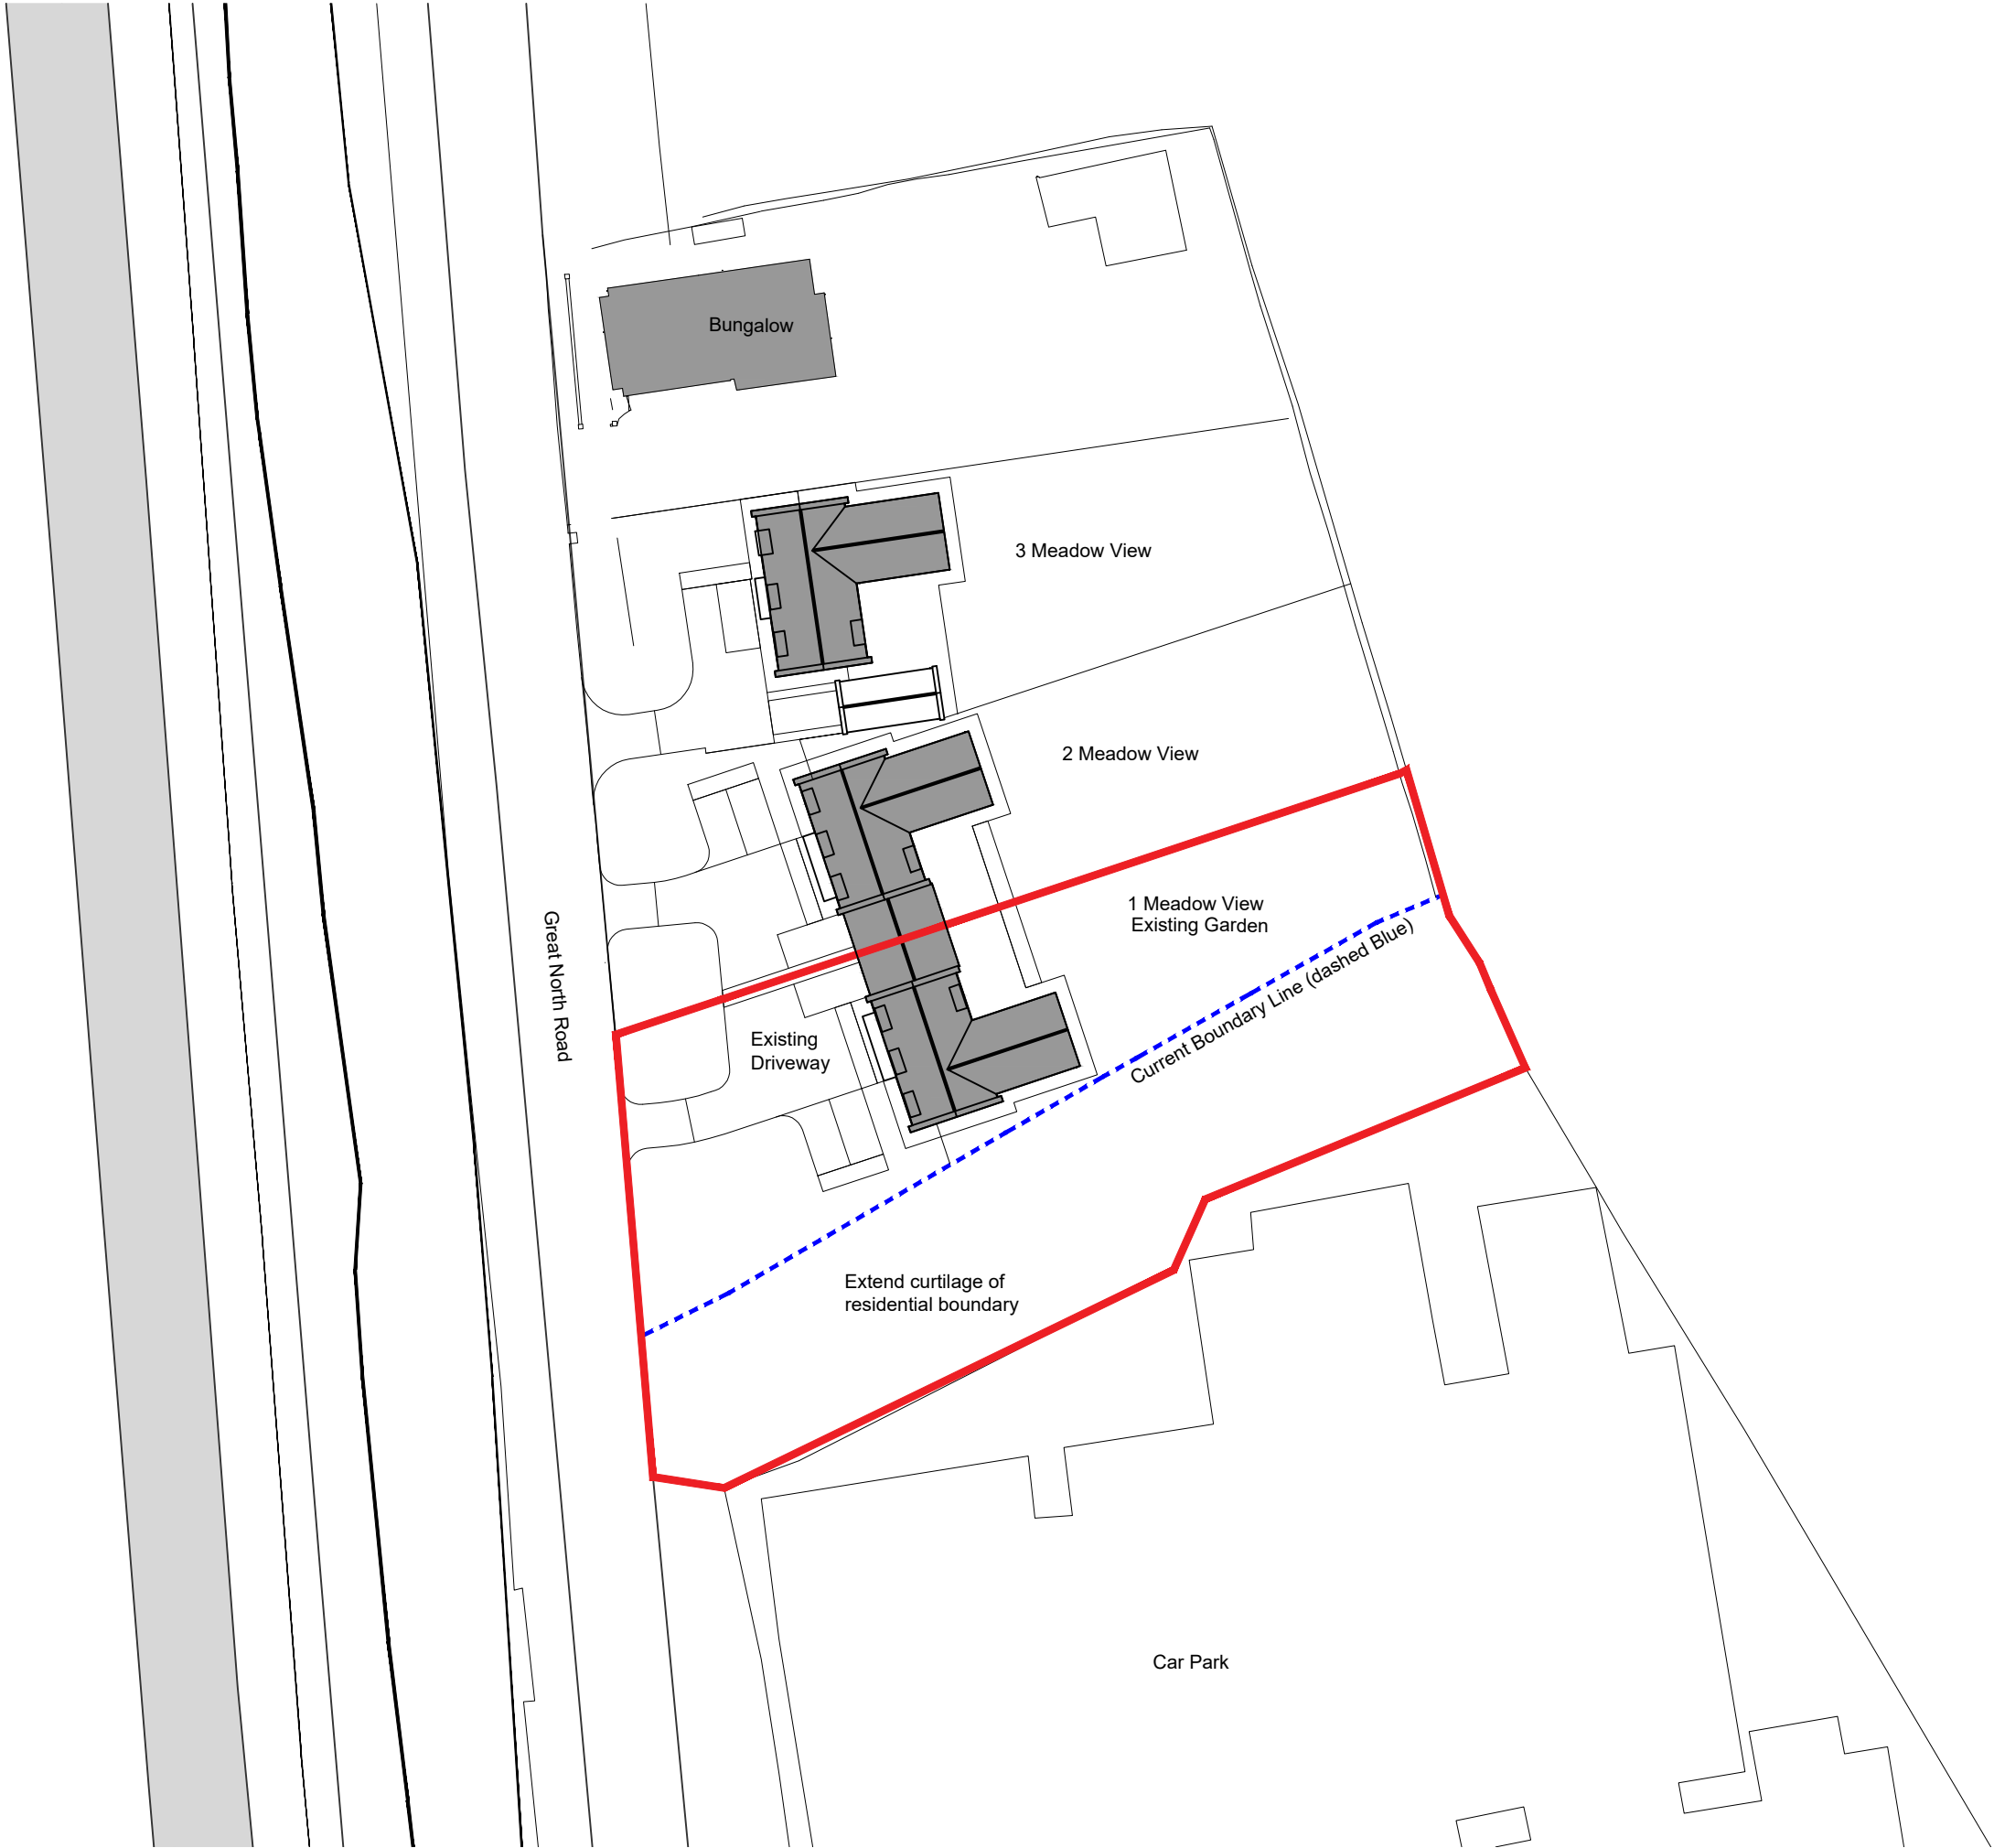 Bungalow
3 Meadow View
2 Meadow View
1 Meadow View
Existing Garden
Great North Road
Current Boundary Line (dashed Blue)
Existing
Driveway
Extend curtilage of
residential boundary
Car Park